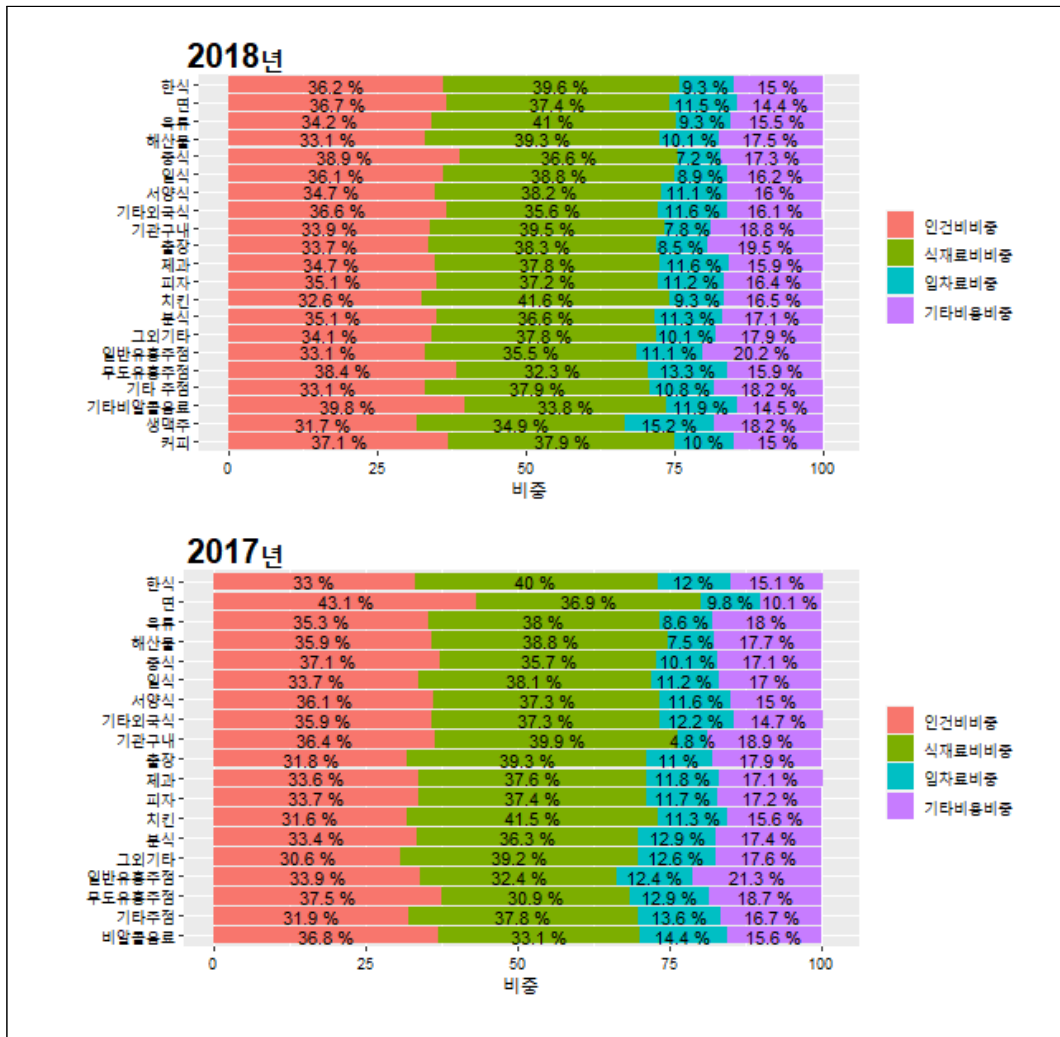 2018년
한식 36.2 % 39.6 % 9.3 % 15 %
면 36.7 % 37.4 % 11.5 % 14.4 %
육류 34.2 % 41 % 9.3 % 15.5 %
해산물 33.1 % 39.3 % 10.1 % 17.5 %
중식 38.9 % 36.6 % 7.2 % 17.3 %
일식 36.1 % 38.8 % 8.9 % 16.2 %
서양식 34.7 % 38.2 % 11.1 % 16 %
기타외국식 36.6 % 35.6 % 11.6 % 16.1 %
기관구내 33.9 % 39.5 % 7.8 % 18.8 %
출장 33.7 % 38.3 % 8.5 % 19.5 %
제과 34.7 % 37.8 % 11.6 % 15.9 %
피자 35.1 % 37.2 % 11.2 % 16.4 %
치킨 32.6 % 41.6 % 9.3 % 16.5 %
분식 35.1 % 36.6 % 11.3 % 17.1 %
그외기타 34.1 % 37.8 % 10.1 % 17.9 %
일반유흥주점 33.1 % 35.5 % 11.1 % 20.2 %
무도유흥주점 38.4 % 32.3 % 13.3 % 15.9 %
기타 주점 33.1 % 37.9 % 10.8 % 18.2 %
기타비알콜음료 39.8 % 33.8 % 11.9 % 14.5 %
생맥주 31.7 % 34.9 % 15.2 % 18.2 %
커피 37.1 % 37.9 % 10 % 15 %
0 25 50 75 100
비중
인건비비중
식재료비비중
임차료비중
기타비용비중
2017년
한식 33 % 40 % 12 % 15.1 %
면 43.1 % 36.9 % 9.8 % 10.1 %
육류 35.3 % 38 % 8.6 % 18 %
해산물 35.9 % 38.8 % 7.5 % 17.7 %
중식 37.1 % 35.7 % 10.1 % 17.1 %
일식 33.7 % 38.1 % 11.2 % 17 %
서양식 36.1 % 37.3 % 11.6 % 15 %
기타외국식 35.9 % 37.3 % 12.2 % 14.7 %
기관구내 36.4 % 39.9 % 4.8 % 18.9 %
출장 31.8 % 39.3 % 11 % 17.9 %
제과 33.6 % 37.6 % 11.8 % 17.1 %
피자 33.7 % 37.4 % 11.7 % 17.2 %
치킨 31.6 % 41.5 % 11.3 % 15.6 %
분식 33.4 % 36.3 % 12.9 % 17.4 %
그외기타 30.6 % 39.2 % 12.6 % 17.6 %
일반유흥주점 33.9 % 32.4 % 12.4 % 21.3 %
무도유흥주점 37.5 % 30.9 % 12.9 % 18.7 %
기타주점 31.9 % 37.8 % 13.6 % 16.7 %
비알콜음료 36.8 % 33.1 % 14.4 % 15.6 %
0 25 50 75 100
비중
인건비비중
식재료비비중
임차료비중
기타비용비중